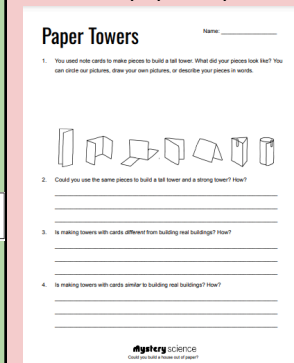 Paper Towers
Name:
1. You used note cards to make pieces to build a tall tower. What did your pieces look like? You
can circle our pictures, draw your own pictures, or describe your pieces in words.
2. Could you use the same pieces to build a tall tower and a strong tower? How?
3. Is making towers with cards different from building real buildings? How?
4. Is making towers with cards similar to building real buildings? How?
Mystery science
Could you build a house out of paper?